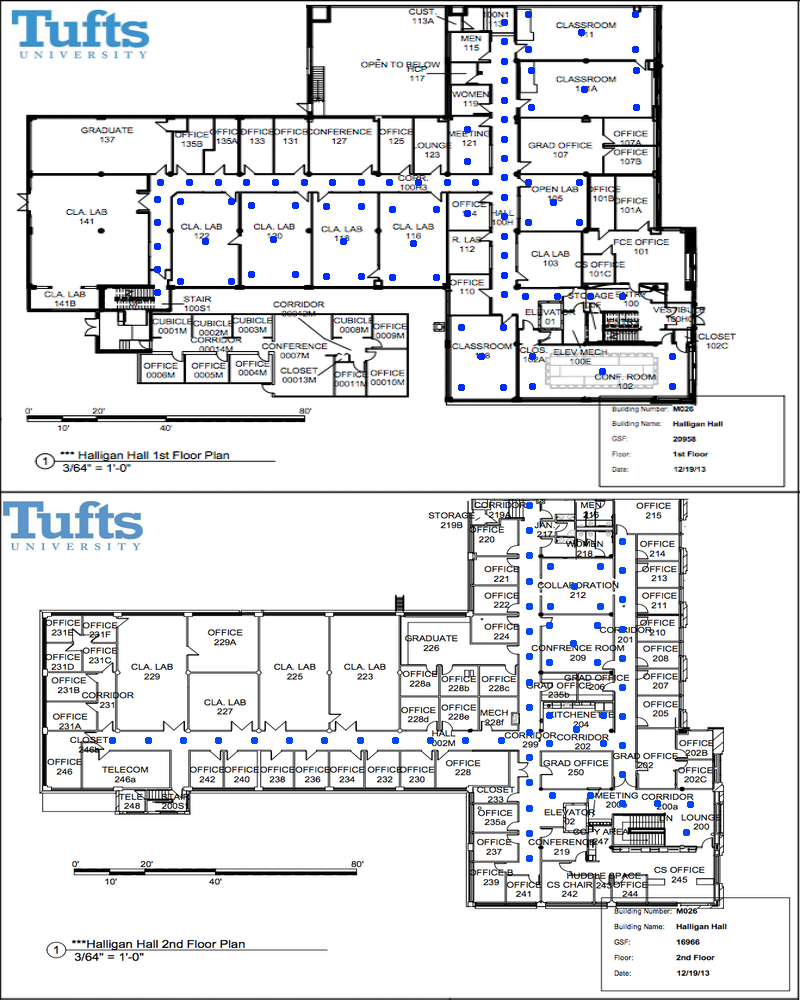 Tufts
UNIVERSITY
CUST.
113A
100N1
MEN
115
CLASSROOM
OPEN TO BELOW
117
WOMEN
119
CLASSROOM
111A
GRADUATE
137
OFFICE
135B
OFFICE
135A
OFFICE
133
OFFICE
131
CONFERENCE
127
OFFICE
125
LOUNGE
123
MEETING
121
GRAD OFFICE
107
OFFICE
107A
OFFICE
107B
CORR.
100H3
CLA. LAB
141
CLA. LAB
122
CLA. LAB
120
CLA. LAB
118
CLA. LAB
116
OFFICE
HALL
100H
OPEN LAB
105
OFFICE
101B
OFFICE
101A
R. LAB
112
CLA LAB
103
FCE OFFICE
101
CS OFFICE
101C
OFFICE
110
CLA. LAB
141B
STAIR
100S1
CORRIDOR
STORAGE
ENTRY
100
ELEVATOR
01
VESTIBULE
CLOSET
102C
CUBICLE
0001M
CUBICLE
0002M
CUBICLE
0003M
CUBICLE
0008M
OFFICE
0009M
CORRIDOR
00014M
CONFERENCE
0007M
CLASSROOM
CLOS.
102A
ELEV MECH
100E
CONF. ROOM
102
OFFICE
0006M
OFFICE
0005M
OFFICE
0004M
CLOSET
00013M
OFFICE
00011M
OFFICE
00010M
0' 20' 80'
10' 40'
1 *** Halligan Hall 1st Floor Plan
3/64" = 1'-0"
Building Number: M026
Building Name: Halligan Hall
GSF: 20958
Floor: 1st Floor
Date: 12/19/13
Tufts
UNIVERSITY
CORRIDOR
219A
STORAGE
219B
OFFICE
220
JAN.
217
MEN
216
OFFICE
215
WOMEN
218
OFFICE
214
OFFICE
221
OFFICE
213
COLLABORATION
212
OFFICE
222
OFFICE
211
OFFICE
224
OFFICE
210
CORRIDOR
201
GRADUATE
226
CONFRENCE ROOM
209
OFFICE
208
OFFICE
231E
OFFICE
231F
OFFICE
229A
OFFICE
231D
OFFICE
231C
CLA. LAB
229
CLA. LAB
225
CLA. LAB
223
OFFICE
228a
OFFICE
228b
OFFICE
228c
GRAD OFFICE
235b
GRAD OFFICE
206
OFFICE
207
OFFICE
231B
CORRIDOR
231
CLA. LAB
227
OFFICE
228d
OFFICE
228e
MECH
228f
KITCHENETTE
204
OFFICE
205
OFFICE
231A
CLOSET
246b
HALL
002M
CORRIDOR
299
CORRIDOR
202
OFFICE
202B
OFFICE
246
TELECOM
246a
OFFICE
242
OFFICE
240
OFFICE
238
OFFICE
236
OFFICE
234
OFFICE
232
OFFICE
230
OFFICE
228
GRAD OFFICE
250
GRAD OFFICE
202
OFFICE
202C
TELE
248
STAIR
200S1
CLOSET
233
MEETING
CORRIDOR
200a
OFFICE
235a
ELEVATOR
02
DN
LOUNGE
200
COPY AREA
247
OFFICE
237
CONFERENCE
219
OFFICE B
239
OFFICE
241
CS CHAIR
242
HUDDLE SPACE
243
OFFICE
244
CS OFFICE
245
0' 20' 80'
10' 40'
1 ***Halligan Hall 2nd Floor Plan
3/64" = 1'-0"
Building Number: M026
Building Name: Halligan Hall
GSF: 16966
Floor: 2nd Floor
Date: 12/19/13